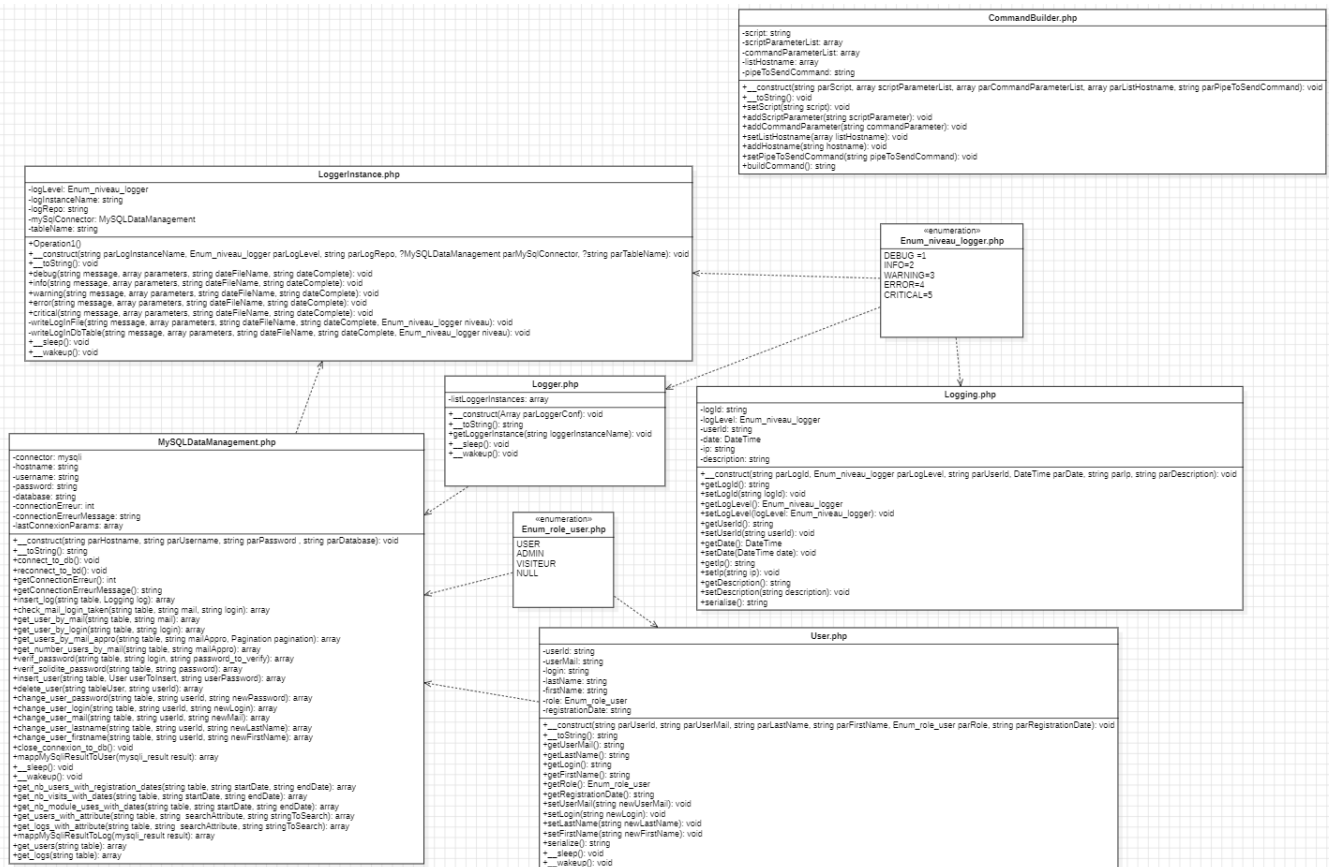 CommandBuilder.php
-script: string
-scriptParameterList: array
-commandParameterList: array
-listHostname: array
-pipeToSendCommand: string
+__construct(string parScript, array scriptParameterList, array parCommandParameterList, array parListHostname, string parPipeToSendCommand): void
+__toString(): void
+setScript(string script): void
+addScriptParameter(string scriptParameter): void
+addCommandParameter(string commandParameter): void
+setListHostname(array listHostname): void
+addHostname(string hostname): void
+setPipeToSendCommand(string pipeToSendCommand): void
+buildCommand(): string
LoggerInstance.php
-logLevel: Enum_niveau_logger
-logInstanceName: string
-logRepo: string
-mySqlConnector: MySQLDataManagement
-tableName: string
+Operation1()
+__construct(string parLogInstanceName, Enum_niveau_logger parLogLevel, string parLogRepo, ?MySQLDataManagement parMySqlConnector, ?string parTableName): void
+__toString(): void
+debug(string message, array parameters, string dateFileName, string dateComplete): void
+info(string message, array parameters, string dateFileName, string dateComplete): void
+warning(string message, array parameters, string dateFileName, string dateComplete): void
+error(string message, array parameters, string dateFileName, string dateComplete): void
+critical(string message, array parameters, string dateFileName, string dateComplete): void
-writeLogInFile(string message, array parameters, string dateFileName, string dateComplete, Enum_niveau_logger niveau): void
-writeLogInDbTable(string message, array parameters, string dateFileName, string dateComplete, Enum_niveau_logger niveau): void
+__sleep(): void
+__wakeup(): void
«enumeration»
Enum_niveau_logger.php
DEBUG =1
INFO=2
WARNING=3
ERROR=4
CRITICAL=5
Logger.php
-listLoggerInstances: array
+__construct(Array parLoggerConf): void
+__toString(): string
+getLoggerInstance(string loggerInstanceName): void
+__sleep(): void
+__wakeup(): void
Logging.php
-logId: string
-logLevel: Enum_niveau_logger
-userId: string
-date: DateTime
-ip: string
-description: string
+__construct(string parLogId, Enum_niveau_logger parLogLevel, string parUserId, DateTime parDate, string parIp, string parDescription): void
+getLogId(): string
+setLogId(string logId): void
+getLogLevel(): Enum_niveau_logger
+setLogLevel(logLevel: Enum_niveau_logger): void
+getUserId(): string
+setUserId(string userId): void
+getDate(): DateTime
+setDate(DateTime date): void
+getIp(): string
+setIp(string ip): void
+getDescription(): string
+setDescription(string description): void
+serialise(): string
MySQLDataManagement.php
-connector: mysqli
-hostname: string
-username: string
-password: string
-database: string
-connectionErreur: int
-connectionErreurMessage: string
-lastConnexionParams: array
+__construct(string parHostname, string parUsername, string parPassword , string parDatabase): void
+__toString(): string
+connect_to_db(): void
+reconnect_to_bd(): void
+getConnectionErreur(): int
+getConnectionErreurMessage(): string
+insert_log(string table, Logging log): array
+check_mail_login_taken(string table, string mail, string login): array
+get_user_by_mail(string table, string mail): array
+get_user_by_login(string table, string login): array
+get_users_by_mail_appro(string table, string mailAppro, Pagination pagination): array
+get_number_users_by_mail(string table, string mailAppro): array
+verif_password(string table, string login, string password_to_verify): array
+verif_solidite_password(string table, string password): array
+insert_user(string table, User userToInsert, string userPassword): array
+delete_user(string tableUser, string userId): array
+change_user_password(string table, string userId, string newPassword): array
+change_user_login(string table, string userId, string newLogin): array
+change_user_mail(string table, string userId, string newMail): array
+change_user_lastname(string table, string userId, string newLastName): array
+change_user_firstname(string table, string userId, string newFirstName): array
+close_connexion_to_db(): void
+mappMySqliResultToUser(mysqli_result result): array
+__sleep(): void
+__wakeup(): void
+get_nb_users_with_registration_dates(string table, string startDate, string endDate): array
+get_nb_visits_with_dates(string table, string startDate, string endDate): array
+get_nb_module_uses_with_dates(string table, string startDate, string endDate): array
+get_users_with_attribute(string table, string searchAttribute, string stringToSearch): array
+get_logs_with_attribute(string table, string searchAttribute, string stringToSearch): array
+mappMySqliResultToLog(mysqli_result result): array
+get_users(string table): array
+get_logs(string table): array
«enumeration»
Enum_role_user.php
USER
ADMIN
VISITEUR
NULL
User.php
-userId: string
-userMail: string
-login: string
-lastName: string
-firstName: string
-role: Enum_role_user
-registrationDate: string
+__construct(string parUserId, string parUserMail, string parLastName, string parFirstName, Enum_role_user parRole, string parRegistrationDate): void
+__toString(): string
+getUserMail(): string
+getLastName(): string
+getLogin(): string
+getFirstName(): string
+getRole(): Enum_role_user
+getRegistrationDate(): string
+setUserMail(string newUserMail): void
+setLogin(string newLogin): void
+setLastName(string newLastName): void
+setFirstName(string newFirstName): void
+serialize(): string
+__sleep(): void
+__wakeup(): void